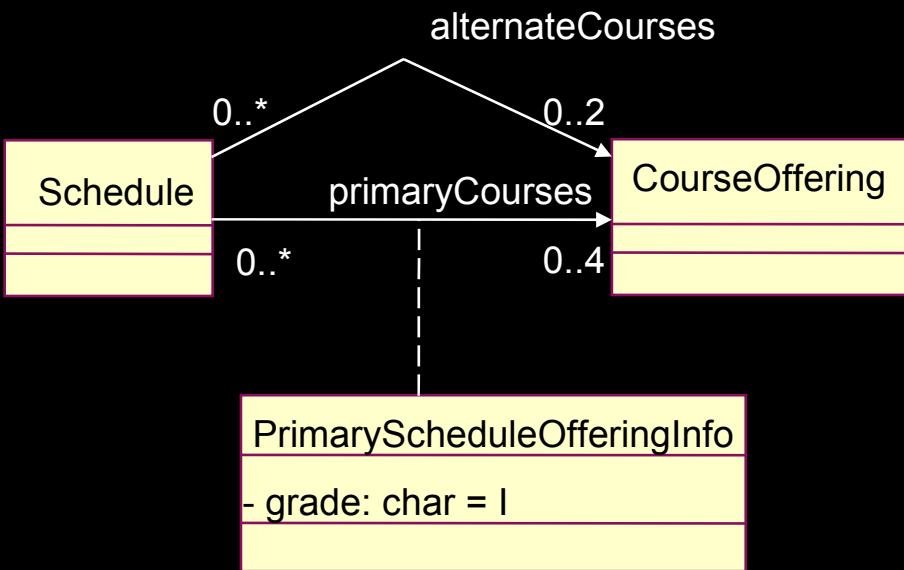 alternateCourses
0..*
0..2
Schedule
primaryCourses
CourseOffering
0..*
0..4
PrimaryScheduleOfferingInfo
- grade: char = I